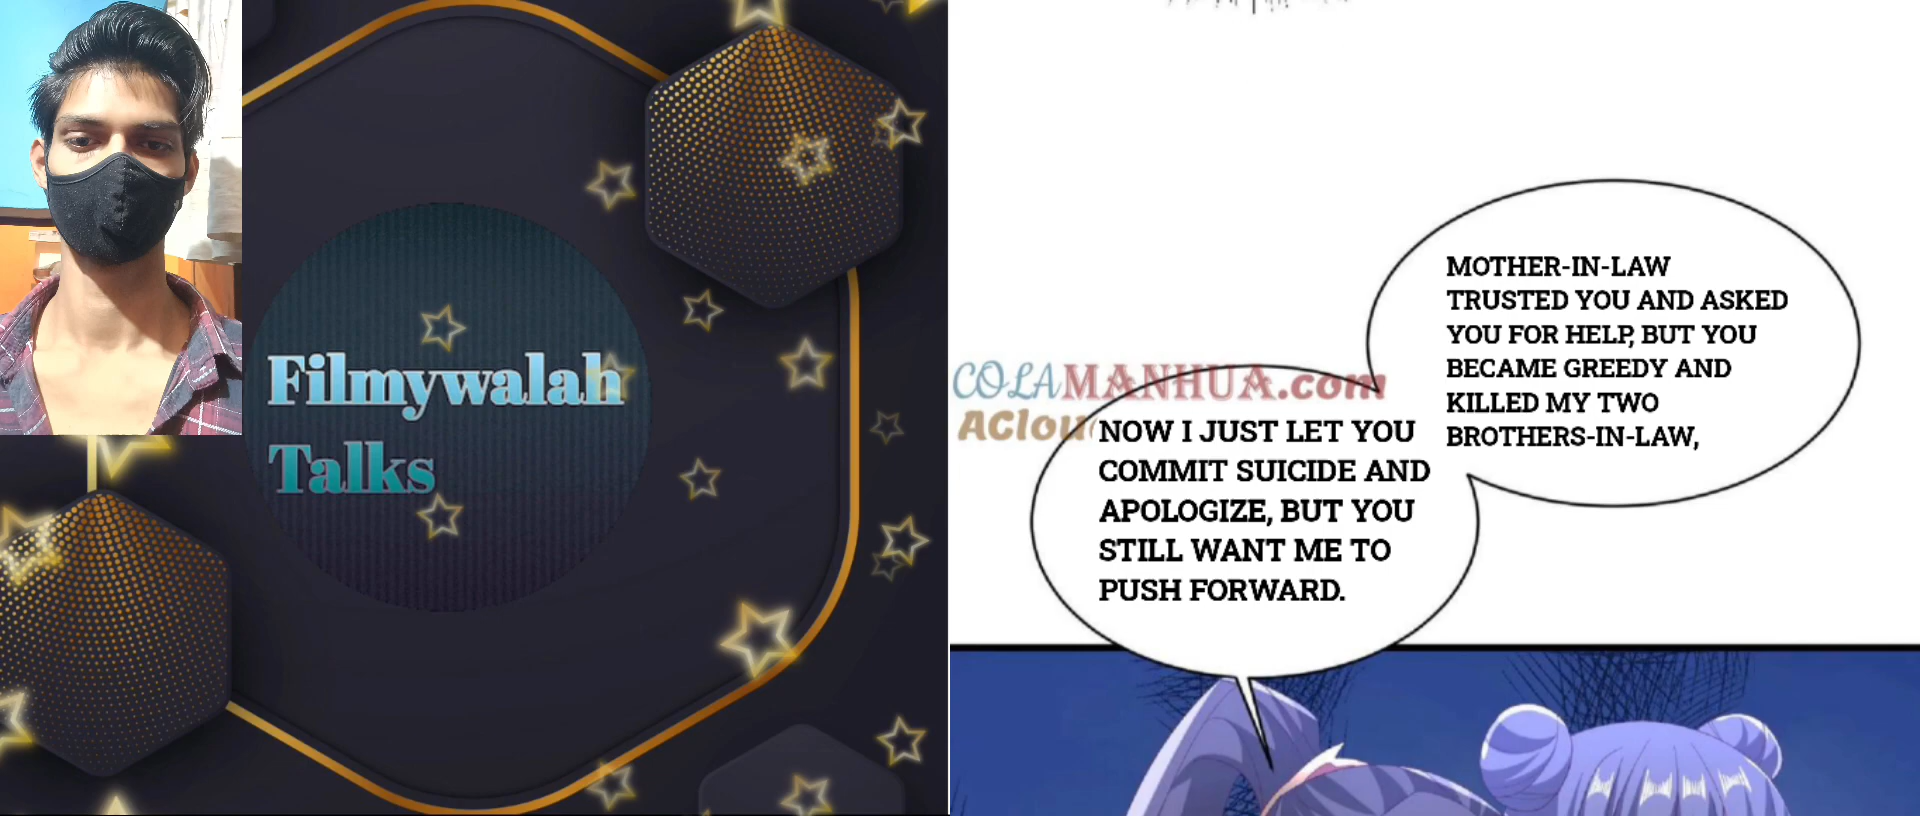 Filmywalah
Talks
MOTHER-IN-LAW
TRUSTED YOU AND ASKED
YOU FOR HELP, BUT YOU
BECAME GREEDY AND
KILLED MY TWO
BROTHERS-IN-LAW,
COLAMANHUA.com
NOW I JUST LET YOU
COMMIT SUICIDE AND
APOLOGIZE, BUT YOU
STILL WANT ME TO
PUSH FORWARD.